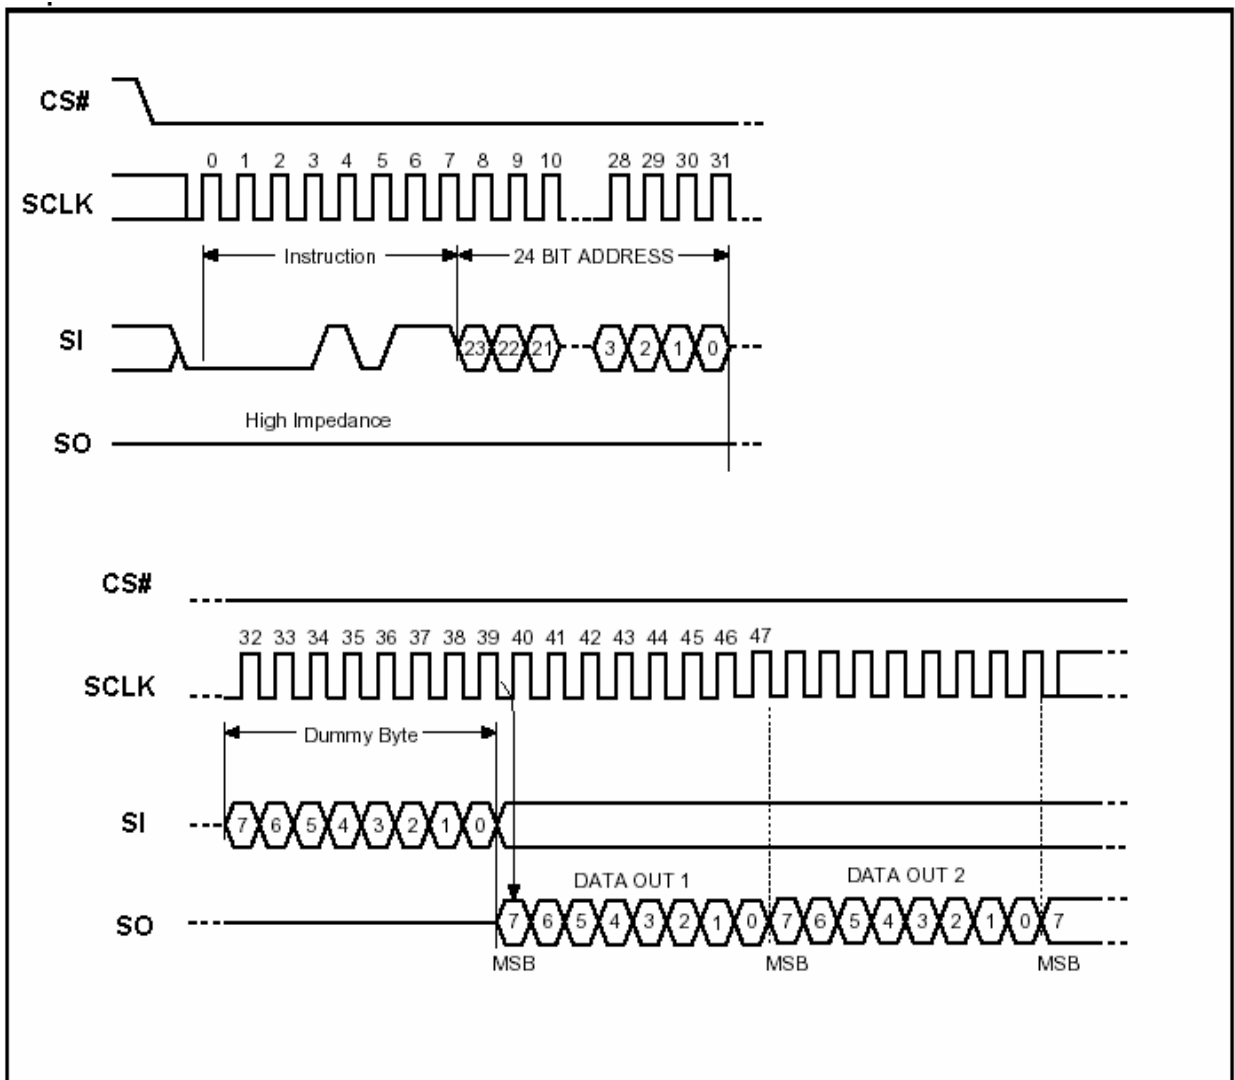 CS#
0 1 2 3 4 5 6 7 8 9 10 28 29 30 31
SCLK
Instruction 24 BIT ADDRESS
SI 23 22 21 3 2 1 0
High Impedance
SO
CS#
32 33 34 35 36 37 38 39 40 41 42 43 44 45 46 47
SCLK
Dummy Byte
SI 7 6 5 4 3 2 1 0
DATA OUT 1 DATA OUT 2
SO 7 6 5 4 3 2 1 0 7 6 5 4 3 2 1 0 7
MSB MSB MSB